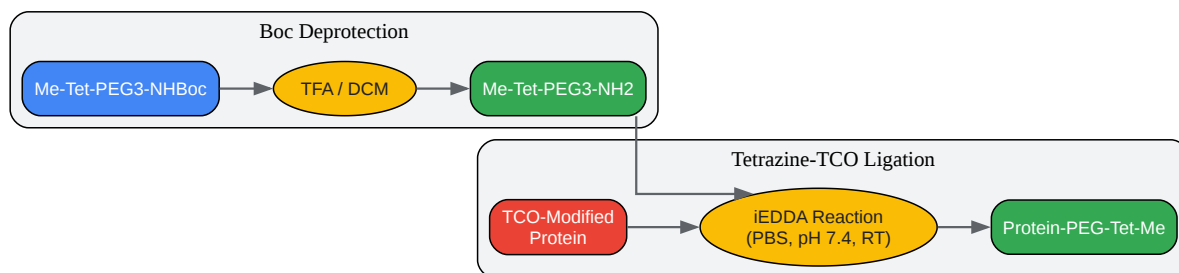 Boc Deprotection
Me-Tet-PEG3-NHBoc
TFA / DCM
Me-Tet-PEG3-NH2
Tetrazine-TCO Ligation
TCO-Modified
Protein
iEDDA Reaction
(PBS, pH 7.4, RT)
Protein-PEG-Tet-Me